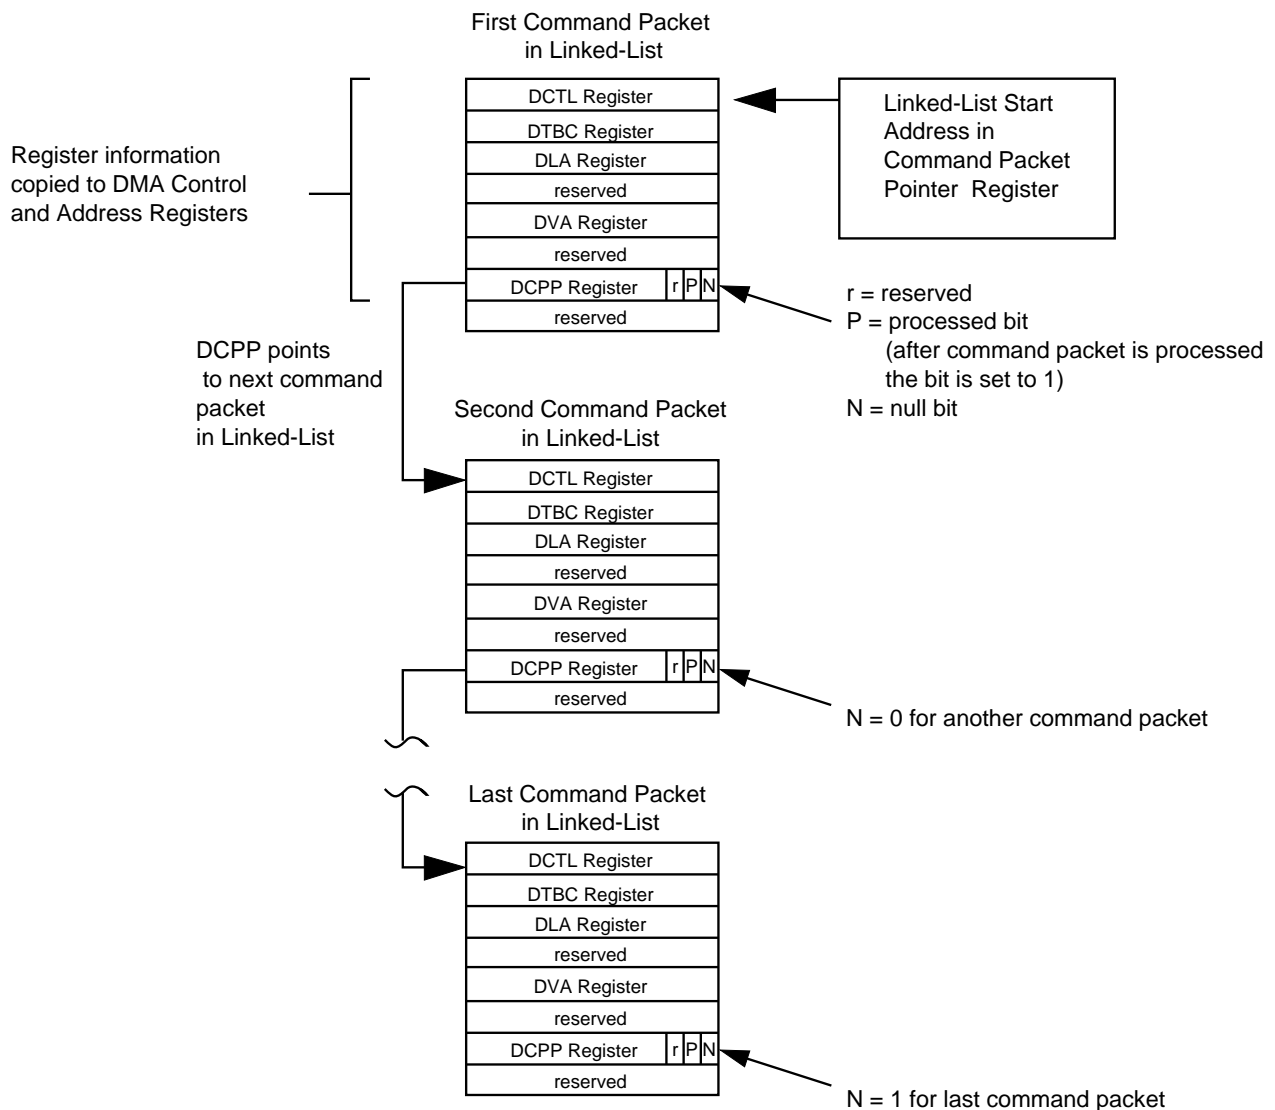 First Command Packet
in Linked-List
DCTL Register
DTBC Register
DLA Register
reserved
DVA Register
reserved
DCPP Register r P N
reserved
Linked-List Start
Address in
Command Packet
Pointer Register
Register information
copied to DMA Control
and Address Registers
r = reserved
P = processed bit
(after command packet is processed
the bit is set to 1)
N = null bit
DCPP points
to next command
packet
in Linked-List
Second Command Packet
in Linked-List
DCTL Register
DTBC Register
DLA Register
reserved
DVA Register
reserved
DCPP Register r P N
reserved
N = 0 for another command packet
Last Command Packet
in Linked-List
DCTL Register
DTBC Register
DLA Register
reserved
DVA Register
reserved
DCPP Register r P N
reserved
N = 1 for last command packet